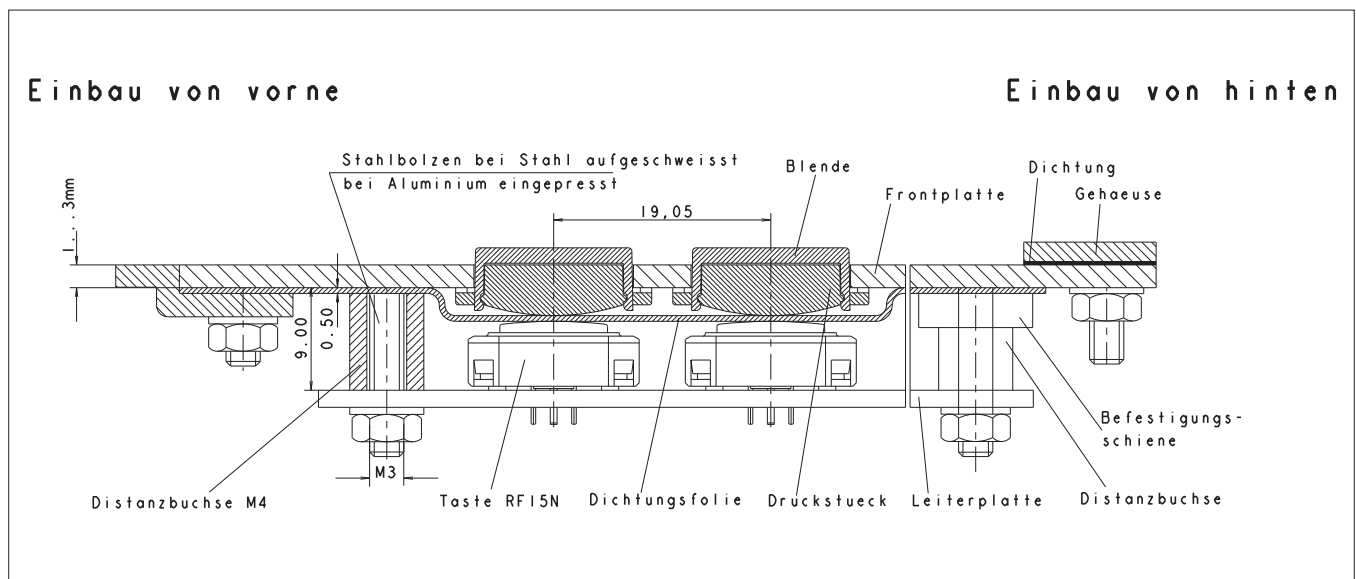 Einbau von vorne
Einbau von hinten
Stahlbolzen bei Stahl aufgeschweisst
bei Aluminium eingepresst
Blende
Dichtung
Gehaeuse
Frontplatte
1...3mm
19,05
9.00
0.50
M3
Befestigungs-
schiene
Distanzbuchse M4
Taste RF15N
Dichtungsfolie
Druckstueck
Leiterplatte
Distanzbuchse